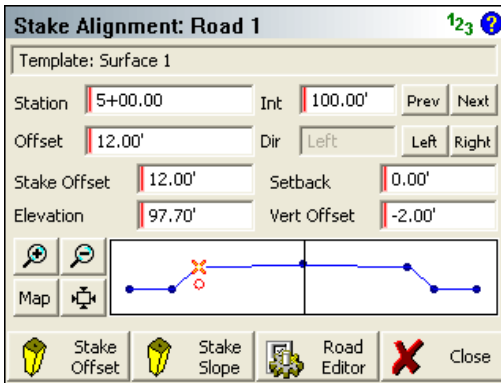 Stake Alignment: Road 1 123 ?
Template: Surface 1
Station 5+00.00 Int 100.00' Prev Next
Offset 12.00' Dir Left Left Right
Stake Offset 12.00' Setback 0.00'
Elevation 97.70' Vert Offset -2.00'
Map
Stake Offset Stake Slope Road Editor Close